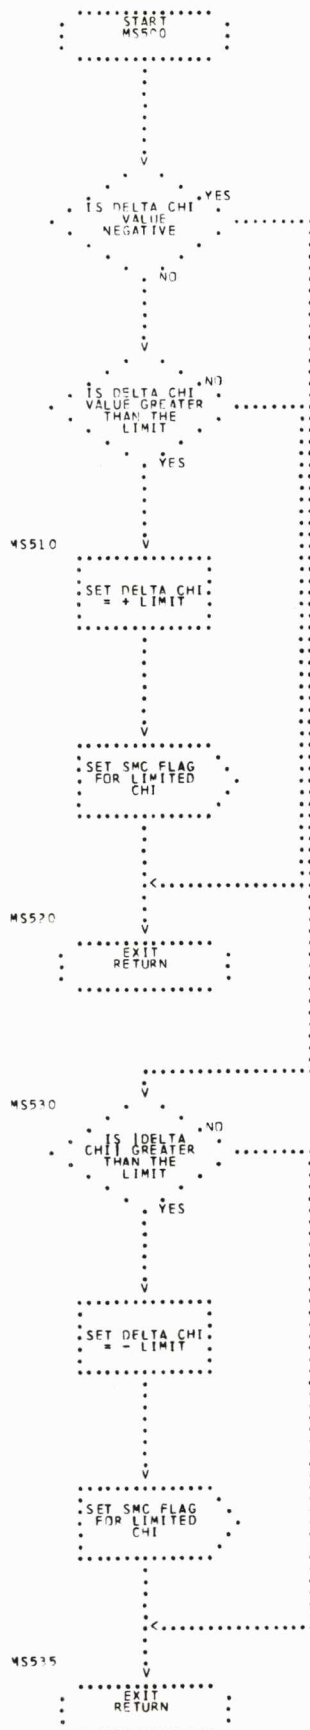 START
MS500
YES
IS DELTA CHI
VALUE
NEGATIVE
NO
NO
IS DELTA CHI
VALUE GREATER
THAN THE
LIMIT
YES
MS510
SET DELTA CHI
= + LIMIT
SET SMC FLAG
FOR LIMITED
CHI
MS520
EXIT
RETURN
MS530
NO
IS |DELTA
CHI| GREATER
THAN THE
LIMIT
YES
SET DELTA CHI
= - LIMIT
SET SMC FLAG
FOR LIMITED
CHI
MS535
EXIT
RETURN